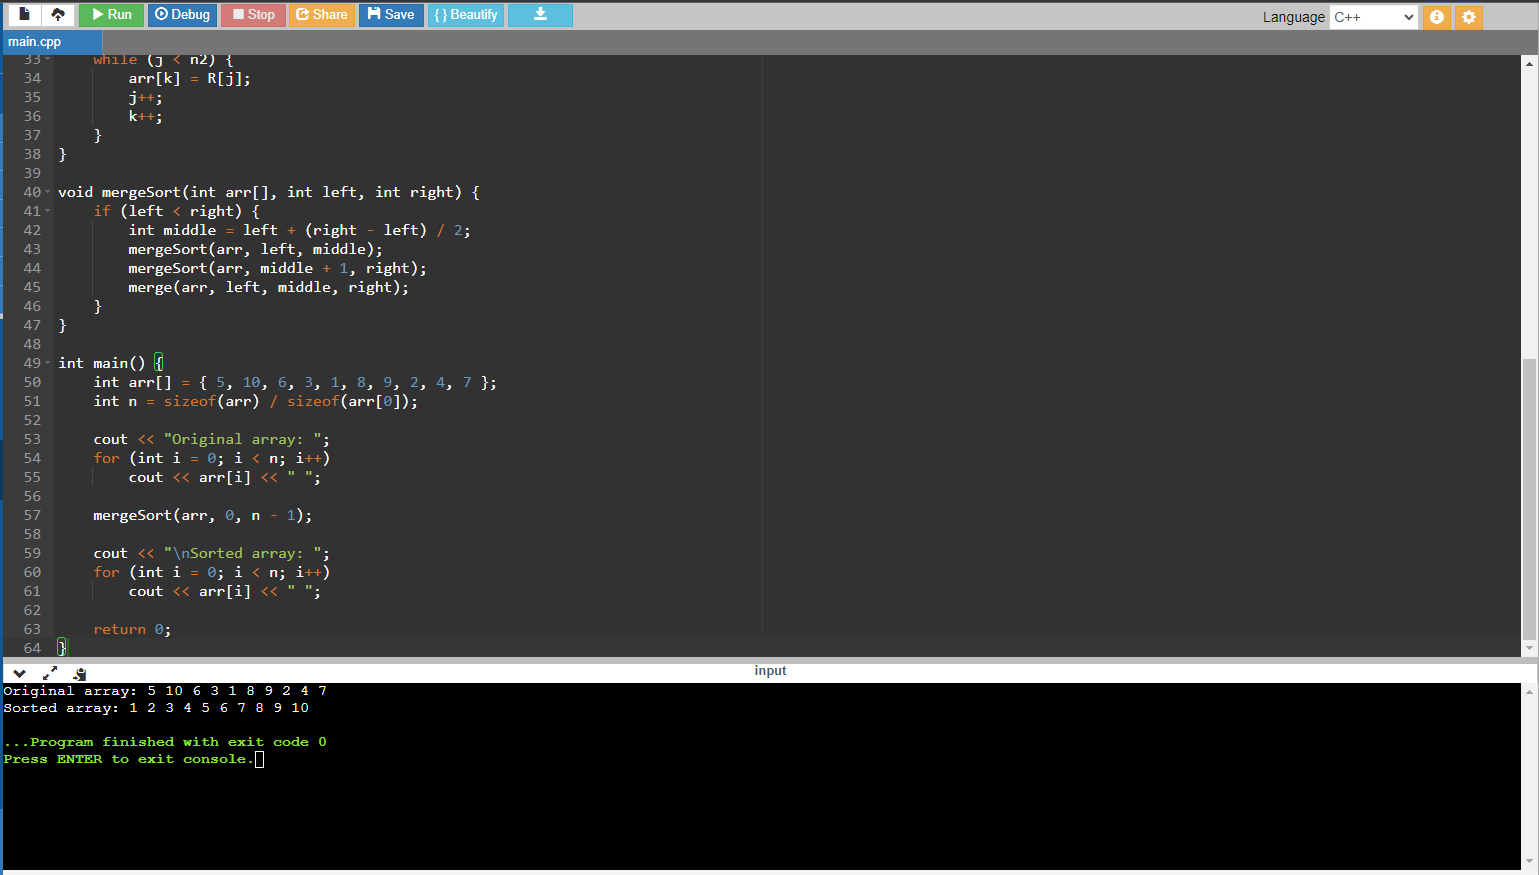 Run Debug Stop Share Save { } Beautify Language C++
main.cpp
33 while (j < n2) {
34 arr[k] = R[j];
35 j++;
36 k++;
37 }
38 }
39
40 void mergeSort(int arr[], int left, int right) {
41 if (left < right) {
42 int middle = left + (right - left) / 2;
43 mergeSort(arr, left, middle);
44 mergeSort(arr, middle + 1, right);
45 merge(arr, left, middle, right);
46 }
47 }
48
49 int main() {
50 int arr[] = { 5, 10, 6, 3, 1, 8, 9, 2, 4, 7 };
51 int n = sizeof(arr) / sizeof(arr[0]);
52
53 cout << "Original array: ";
54 for (int i = 0; i < n; i++)
55 cout << arr[i] << " ";
56
57 mergeSort(arr, 0, n - 1);
58
59 cout << "\nSorted array: ";
60 for (int i = 0; i < n; i++)
61 cout << arr[i] << " ";
62
63 return 0;
64 }
input
Original array: 5 10 6 3 1 8 9 2 4 7
Sorted array: 1 2 3 4 5 6 7 8 9 10
...Program finished with exit code 0
Press ENTER to exit console.